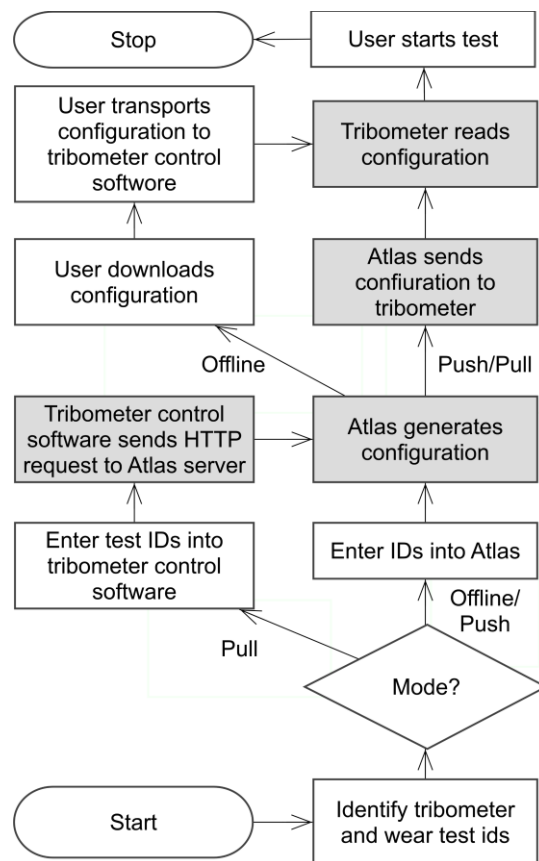 Stop
User starts test
User transports
configuration to
tribometer control
softwore
Tribometer reads
configuration
User downloads
configuration
Atlas sends
confiuration to
tribometer
Offline
Push/Pull
Tribometer control
software sends HTTP
request to Atlas server
Atlas generates
configuration
Enter test IDs into
tribometer control
software
Enter IDs into Atlas
Pull
Offline/
Push
Mode?
Start
Identify tribometer
and wear test ids